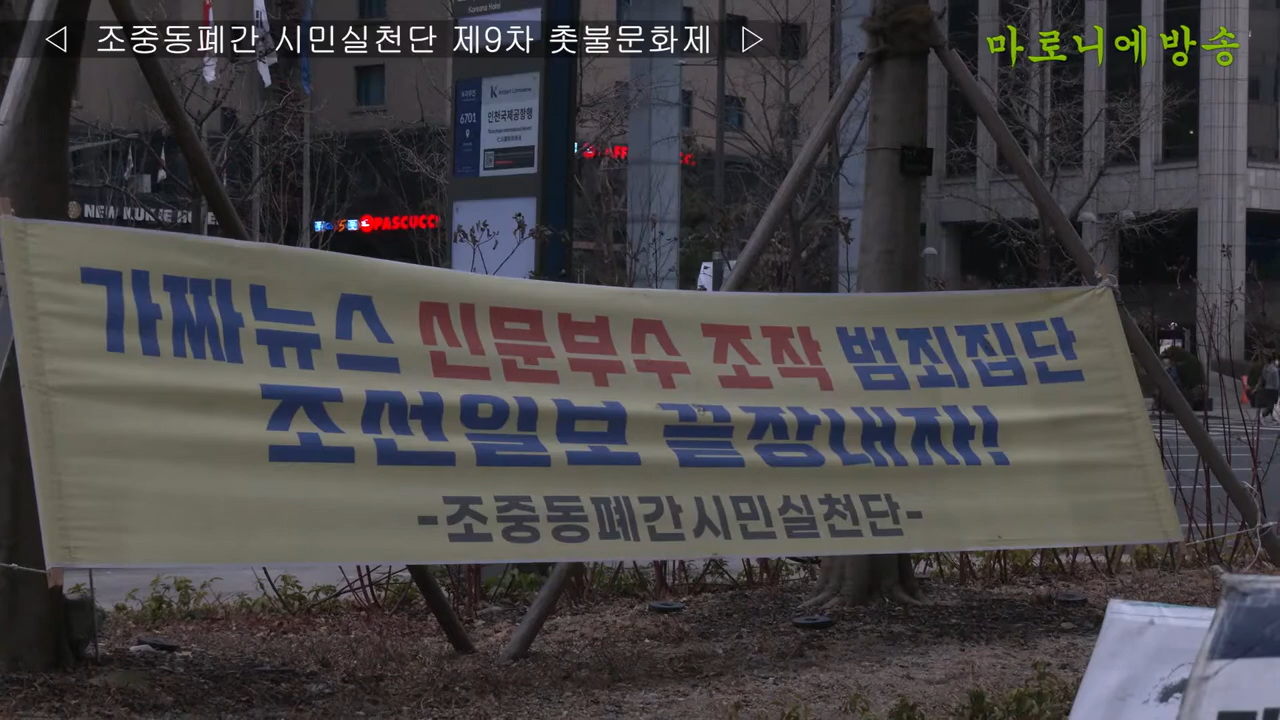 ◁ 조중동폐간 시민실천단 제9차 촛불문화제 ▷
마로니에방송
Koreana Hotel
6701
인천국제공항행
PASCUCCI
가짜뉴스 신문부수 조작 범죄집단
조선일보 끝장내자!
-조중동폐간시민실천단-